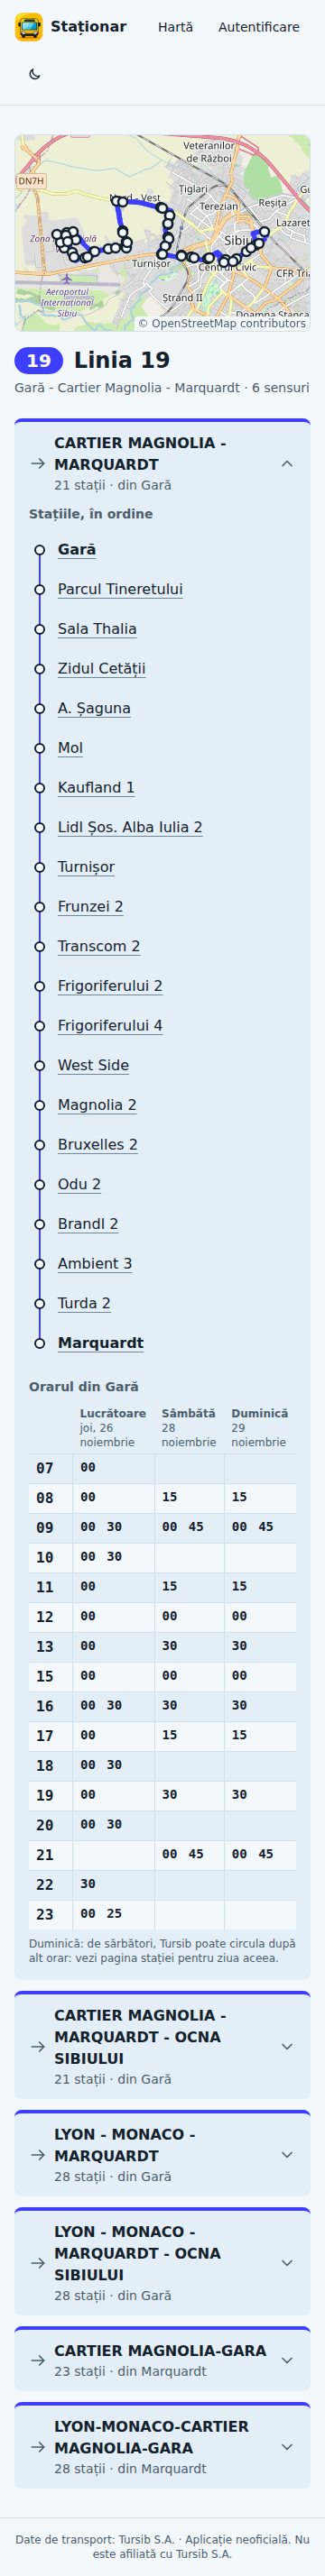 Staționar
Hartă
Autentificare
Veteranilor
de Război
DN7H
Tiglari
Terezian
Reșița
Lazaret
Turnișor
Aeroportul
Internațional
Sibiu
Ștrand II
CFR
© OpenStreetMap contributors
19 Linia 19
Gară - Cartier Magnolia - Marquardt · 6 sensuri
CARTIER MAGNOLIA -
MARQUARDT
21 stații · din Gară
Stațiile, în ordine
Gară
Parcul Tineretului
Sala Thalia
Zidul Cetății
A. Șaguna
Mol
Kaufland 1
Lidl Șos. Alba Iulia 2
Turnișor
Frunzei 2
Transcom 2
Frigoriferului 2
Frigoriferului 4
West Side
Magnolia 2
Bruxelles 2
Odu 2
Brandl 2
Ambient 3
Turda 2
Marquardt
Orarul din Gară
Lucrătoare Sâmbătă Duminică
joi, 26 28 29
noiembrie noiembrie noiembrie
07 00
08 00 15 15
09 00 30 00 45 00 45
10 00 30
11 00 15 15
12 00 00 00
13 00 30 30
15 00 00 00
16 00 30 30 30
17 00 15 15
18 00 30
19 00 30 30
20 00 30
21 00 45 00 45
22 30
23 00 25
Duminică: de sărbători, Tursib poate circula după
alt orar: vezi pagina stației pentru ziua aceea.
CARTIER MAGNOLIA -
MARQUARDT - OCNA
SIBIULUI
21 stații · din Gară
LYON - MONACO -
MARQUARDT
28 stații · din Gară
LYON - MONACO -
MARQUARDT - OCNA
SIBIULUI
28 stații · din Gară
CARTIER MAGNOLIA-GARA
23 stații · din Marquardt
LYON-MONACO-CARTIER
MAGNOLIA-GARA
28 stații · din Marquardt
Date de transport: Tursib S.A. · Aplicație neoficială. Nu
este afiliată cu Tursib S.A.